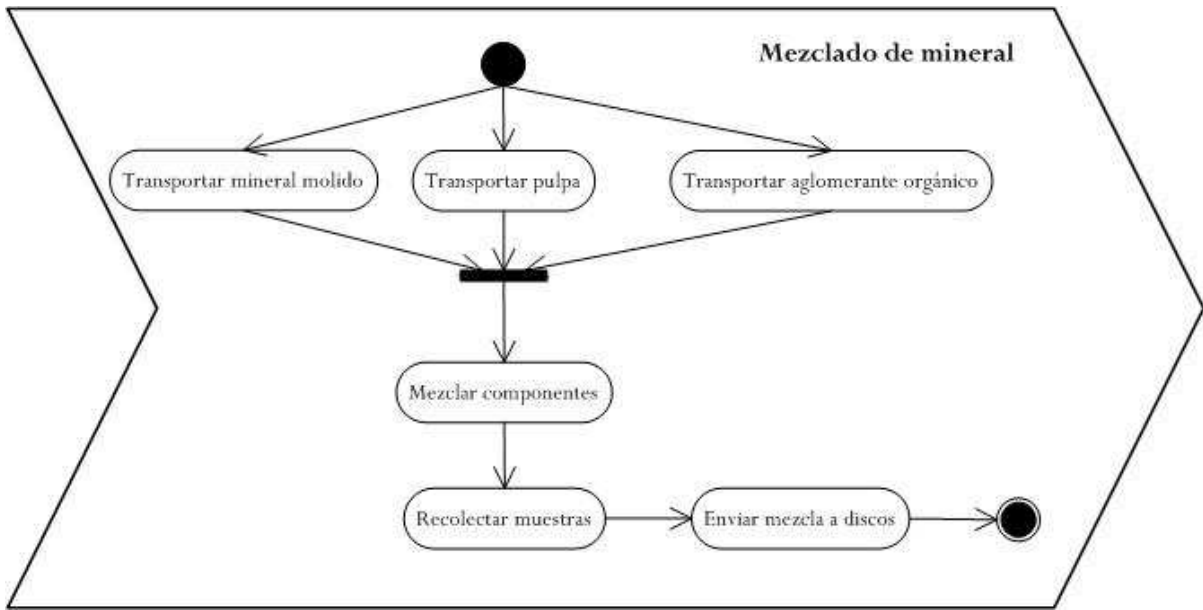 Mezclado de mineral
Transportar mineral molido
Transportar pulpa
Transportar aglomerante orgánico
Mezclar componentes
Recolectar muestras
Enviar mezcla a discos